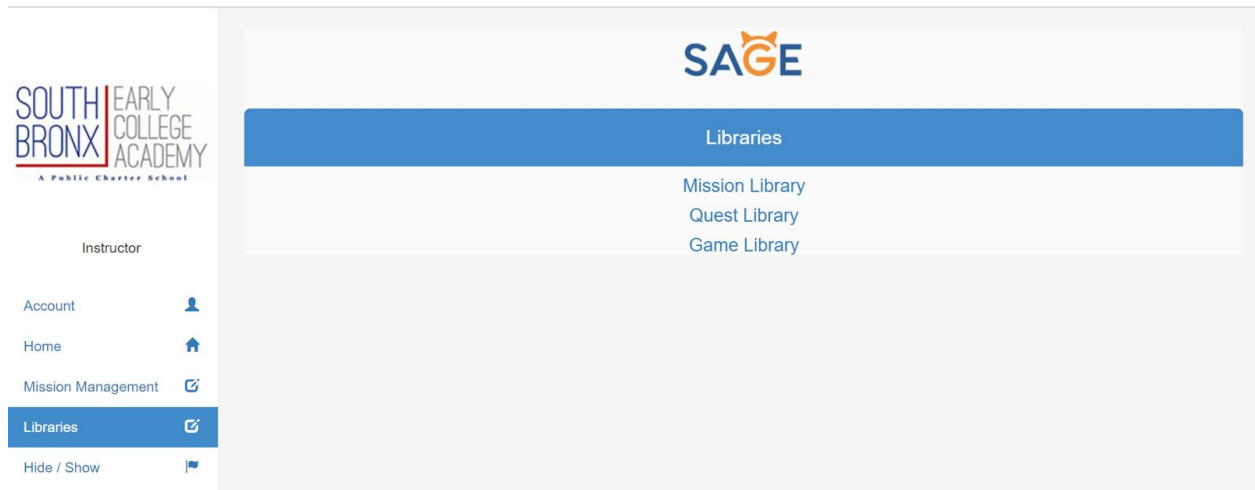 SOUTH BRONX
EARLY COLLEGE ACADEMY
A Public Charter School
Instructor
Account
Home
Mission Management
Libraries
Hide / Show
SAGE
Libraries
Mission Library
Quest Library
Game Library